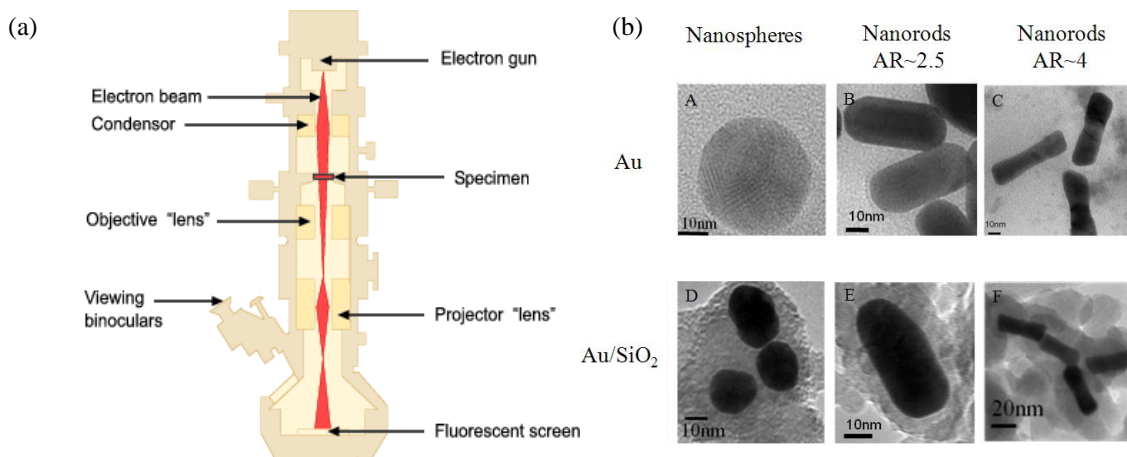 (a)
Electron gun
Electron beam
Condensor
Specimen
Objective "lens"
Viewing
binoculars
Projector "lens"
Fluorescent screen
(b)
Nanospheres
Nanorods
AR~2.5
Nanorods
AR~4
Au
A
10nm
B
10nm
C
10nm
Au/SiO₂
D
10nm
E
10nm
F
20nm